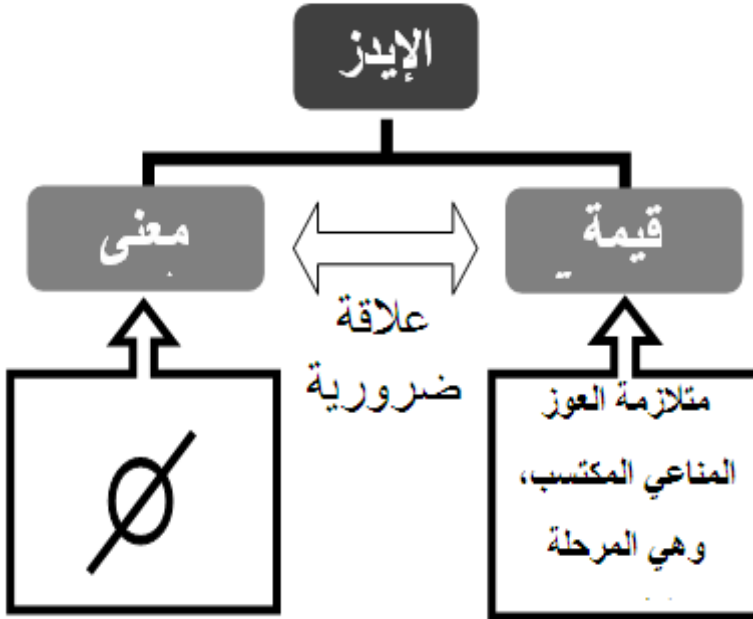 الإيدز
قيمة
معنى
علاقة
ضرورية
متلازمة العوز
المناعي المكتسب،
وهي المرحلة
∅